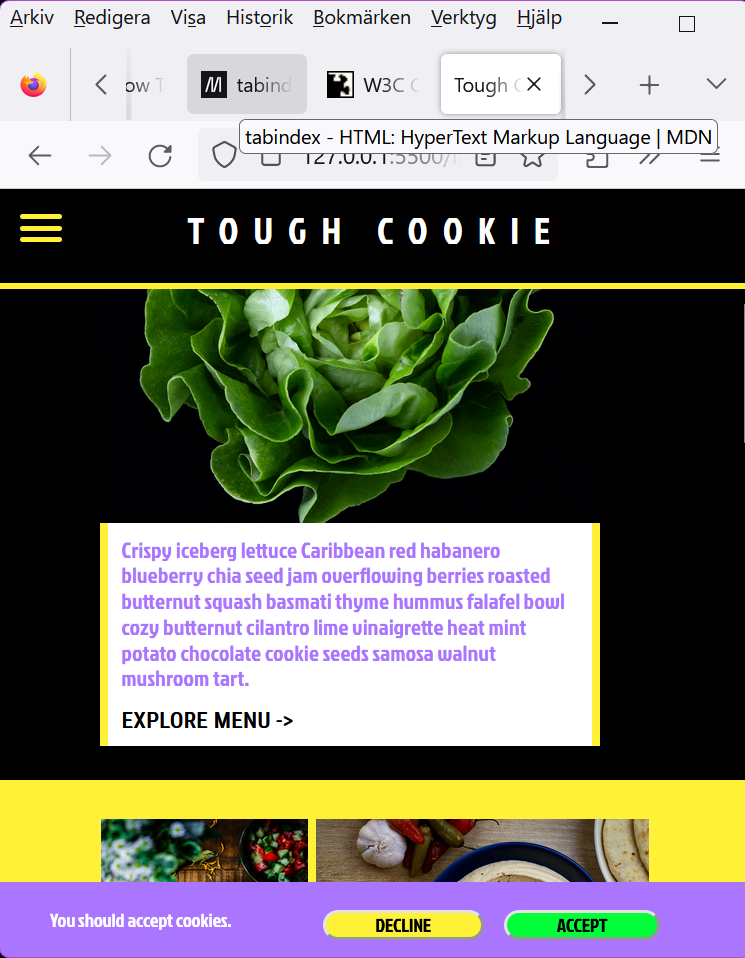 Arkiv Redigera Visa Historik Bokmärken Verktyg Hjälp
ow T tabind W3C Tough
tabindex - HTML: HyperText Markup Language | MDN
127.0.0.1:5500/
TOUGH COOKIE
Crispy iceberg lettuce Caribbean red habanero
blueberry chia seed jam overflowing berries roasted
butternut squash basmati thyme hummus falafel bowl
cozy butternut cilantro lime vinaigrette heat mint
potato chocolate cookie seeds samosa walnut
mushroom tart.
EXPLORE MENU ->
You should accept cookies. DECLINE ACCEPT